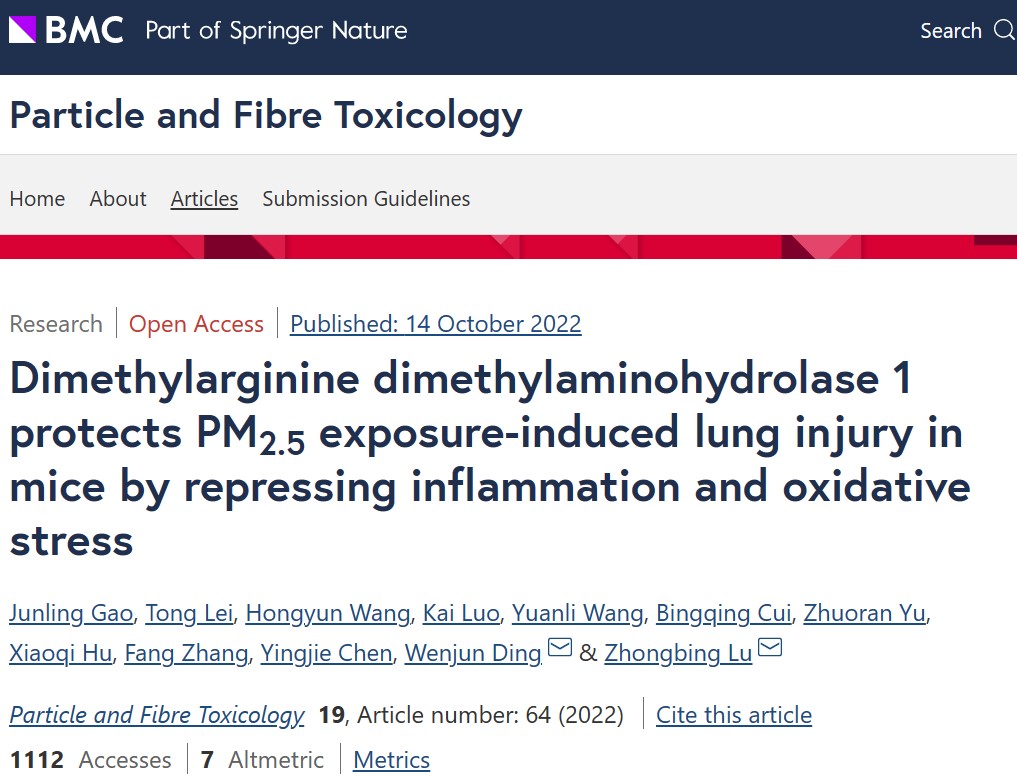 BMC Part of Springer Nature Search
Particle and Fibre Toxicology
Home About Articles Submission Guidelines
Research Open Access Published: 14 October 2022
Dimethylarginine dimethylaminohydrolase 1
protects PM2.5 exposure-induced lung injury in
mice by repressing inflammation and oxidative
stress
Junling Gao, Tong Lei, Hongyun Wang, Kai Luo, Yuanli Wang, Bingqing Cui, Zhuoran Yu,
Xiaoqi Hu, Fang Zhang, Yingjie Chen, Wenjun Ding & Zhongbing Lu
Particle and Fibre Toxicology 19, Article number: 64 (2022) Cite this article
1112 Accesses 7 Altmetric Metrics